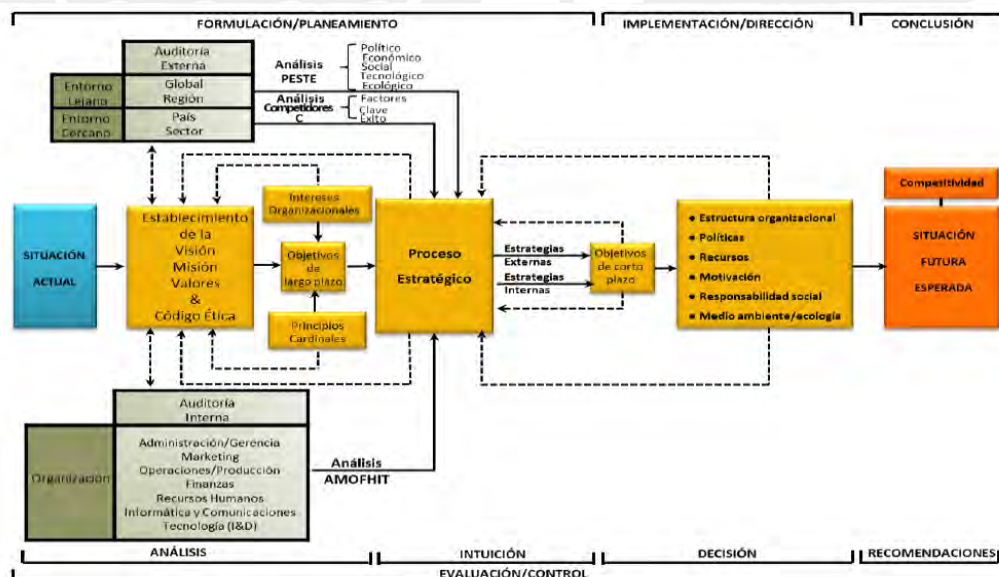 FORMULACIÓN/PLANEAMIENTO
IMPLEMENTACIÓN/DIRECCIÓN
CONCLUSIÓN
Auditoría
Externa
Entorno
Lejano
Global
Región
Entorno
Cercano
País
Sector
Análisis
PESTE
Político
Económico
Social
Tecnológico
Ecológico
Análisis
Competidores
C
Factores
Clave
Éxito
SITUACIÓN
ACTUAL
Establecimiento
de la
Visión
Misión
Valores
&
Código Ética
Intereses
Organizacionales
Objetivos
de
largo plazo
Principios
Cardinales
Proceso
Estratégico
Estrategias
Externas
Estrategias
Internas
Objetivos
de corto
plazo
• Estructura organizacional
• Políticas
• Recursos
• Motivación
• Responsabilidad social
• Medio ambiente/ecología
Competitividad
SITUACIÓN
FUTURA
ESPERADA
Auditoría
Interna
Organización
Administración/Gerencia
Marketing
Operaciones/Producción
Finanzas
Recursos Humanos
Informática y Comunicaciones
Tecnología (I&D)
Análisis
AMOFHIT
ANÁLISIS
INTUICIÓN
DECISIÓN
RECOMENDACIONES
EVALUACIÓN/CONTROL